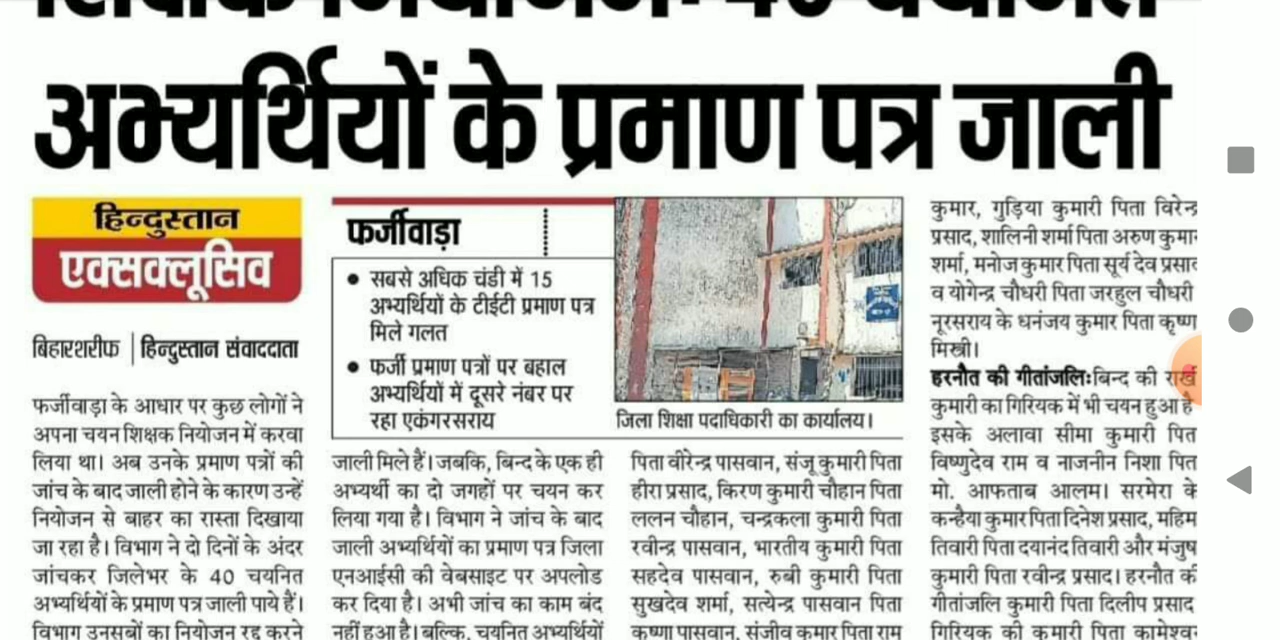 अभ्यर्थियों के प्रमाण पत्र जाली
हिन्दुस्तान
एक्सक्लूसिव
बिहारशरीफ | हिन्दुस्तान संवाददाता
फर्जीवाड़ा के आधार पर कुछ लोगों ने
अपना चयन शिक्षक नियोजन में करवा
लिया था। अब उनके प्रमाण पत्रों की
जांच के बाद जाली होने के कारण उन्हें
नियोजन से बाहर का रास्ता दिखाया
जा रहा है। विभाग ने दो दिनों के अंदर
जांचकर जिलेभर के 40 चयनित
अभ्यर्थियों के प्रमाण पत्र जाली पाये हैं।
विभाग उनसबों का नियोजन रद्द करने
फर्जीवाड़ा
• सबसे अधिक चंडी में 15
अभ्यर्थियों के टीईटी प्रमाण पत्र
मिले गलत
• फर्जी प्रमाण पत्रों पर बहाल
अभ्यर्थियों में दूसरे नंबर पर
रहा एकंगरसराय
जिला शिक्षा पदाधिकारी का कार्यालय।
जाली मिले हैं। जबकि, बिन्द के एक ही
अभ्यर्थी का दो जगहों पर चयन कर
लिया गया है। विभाग ने जांच के बाद
जाली अभ्यर्थियों का प्रमाण पत्र जिला
एनआईसी की वेबसाइट पर अपलोड
कर दिया है। अभी जांच का काम बंद
नहीं हुआ है। बल्कि, चयनित अभ्यर्थियों
पिता वीरेन्द्र पासवान, संजू कुमारी पिता
हीरा प्रसाद, किरण कुमारी चौहान पिता
ललन चौहान, चन्द्रकला कुमारी पिता
रवीन्द्र पासवान, भारतीय कुमारी पिता
सहदेव पासवान, रुबी कुमारी पिता
सुखदेव शर्मा, सत्येन्द्र पासवान पिता
कृष्णा पासवान, संजीव कुमार पिता राम
कुमार, गुड़िया कुमारी पिता विरेन्द्र
प्रसाद, शालिनी शर्मा पिता अरुण कुमार
शर्मा, मनोज कुमार पिता सूर्य देव प्रसाद
व योगेन्द्र चौधरी पिता जरहुल चौधरी
नूरसराय के धनंजय कुमार पिता कृष्ण
मिस्त्री।
हरनौत की गीतांजलि:बिन्द की
कुमारी का गिरियक में भी चयन हुआ है
इसके अलावा सीमा कुमारी पित
विष्णुदेव राम व नाजनीन निशा पित
मो. आफताब आलम। सरमेरा के
कन्हैया कुमार पिता दिनेश प्रसाद, महिम
तिवारी पिता दयानंद तिवारी और मंजुष
कुमारी पिता रवीन्द्र प्रसाद। हरनौत की
गीतांजलि कुमारी पिता दिलीप प्रसाद
गिरियक की कुमारी पिता कामेश्वर